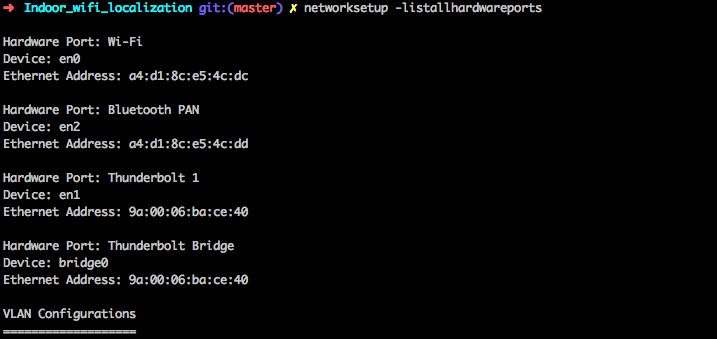 ➜ Indoor_wifi_localization git:(master) ✗ networksetup -listallhardwareports
Hardware Port: Wi-Fi
Device: en0
Ethernet Address: a4:d1:8c:e5:4c:dc
Hardware Port: Bluetooth PAN
Device: en2
Ethernet Address: a4:d1:8c:e5:4c:dd
Hardware Port: Thunderbolt 1
Device: en1
Ethernet Address: 9a:00:06:ba:ce:40
Hardware Port: Thunderbolt Bridge
Device: bridge0
Ethernet Address: 9a:00:06:ba:ce:40
VLAN Configurations
===================